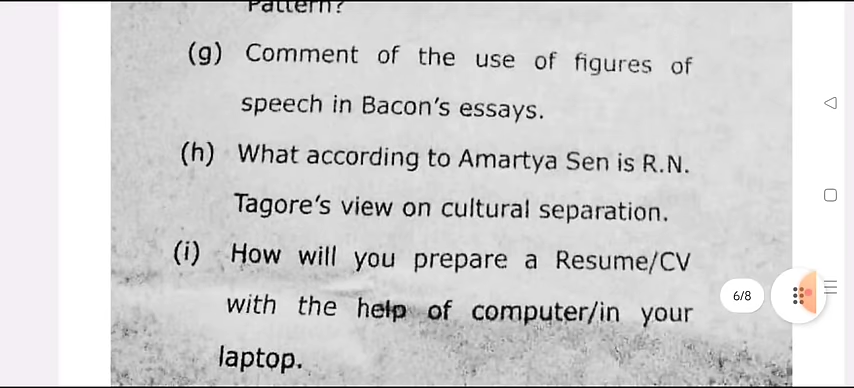 Pattern?
(g) Comment of the use of figures of
speech in Bacon's essays.
(h) What according to Amartya Sen is R.N.
Tagore's view on cultural separation.
(i) How will you prepare a Resume/CV
with the help of computer/in your
laptop.
6/8